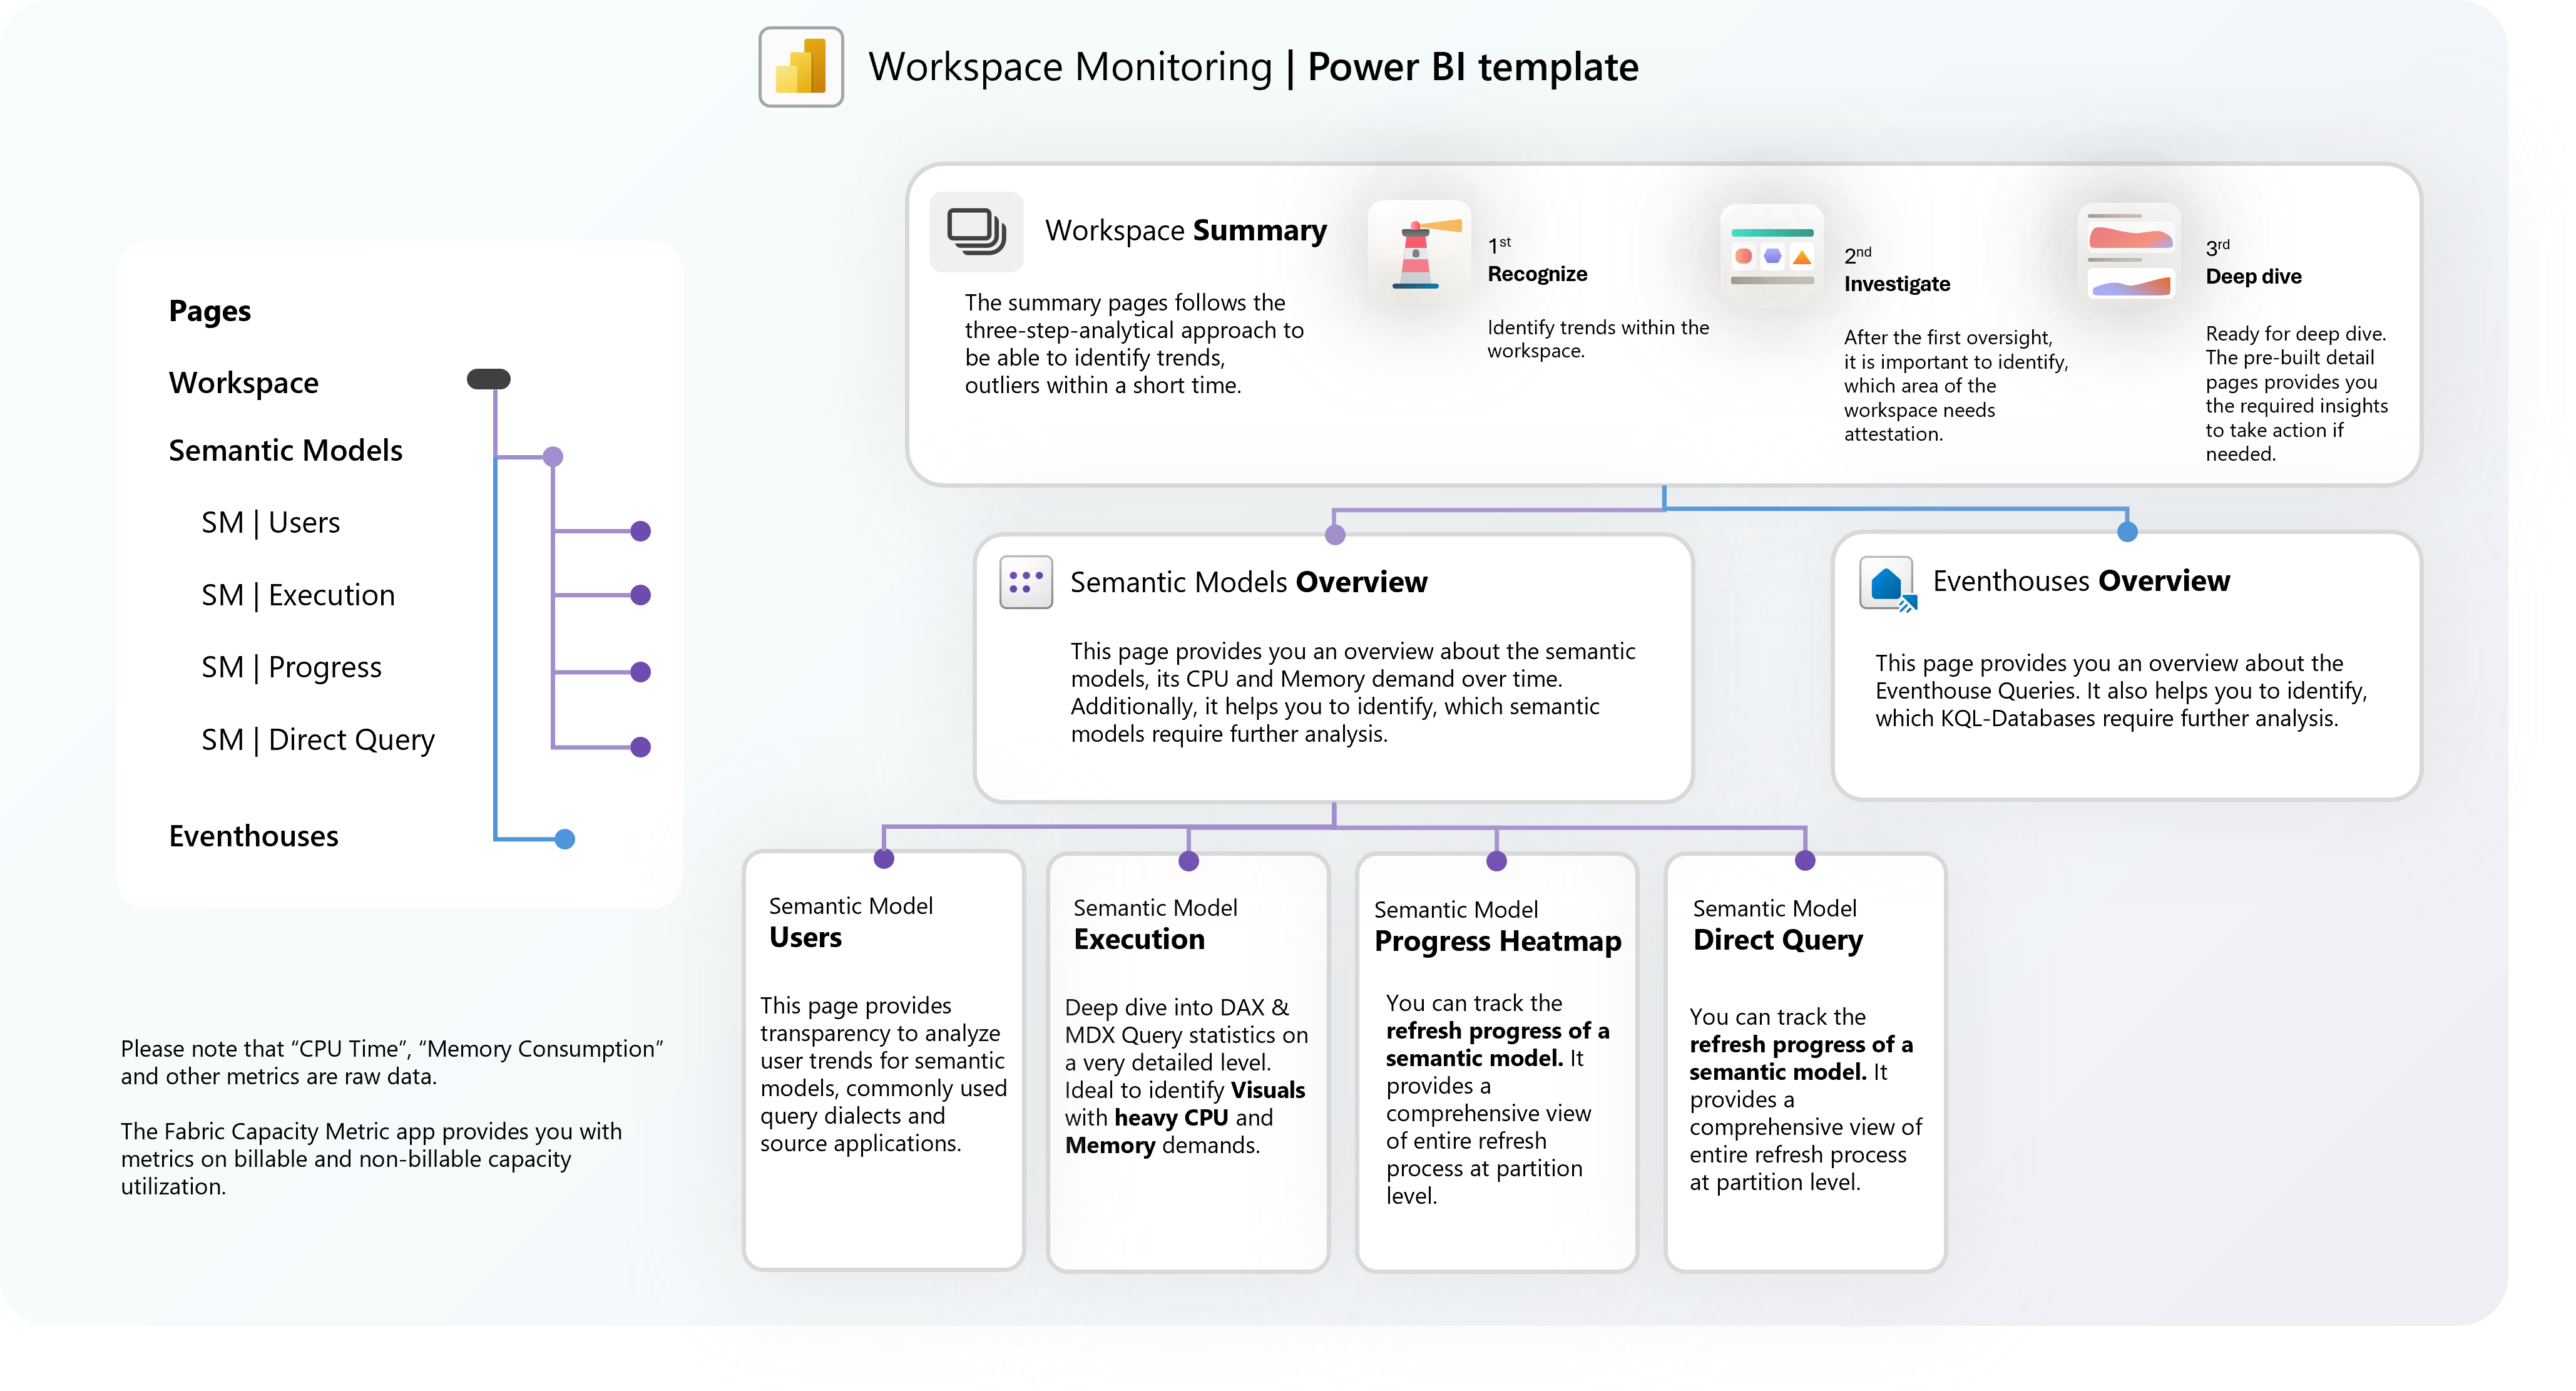 Workspace Monitoring | Power BI template
Pages
Workspace
Semantic Models
SM | Users
SM | Execution
SM | Progress
SM | Direct Query
Eventhouses
Please note that “CPU Time”, “Memory Consumption”
and other metrics are raw data.
The Fabric Capacity Metric app provides you with
metrics on billable and non-billable capacity
utilization.
Workspace Summary
The summary pages follows the
three-step-analytical approach to
be able to identify trends,
outliers within a short time.
1st
Recognize
Identify trends within the
workspace.
2nd
Investigate
After the first oversight,
it is important to identify,
which area of the
workspace needs
attestation.
3rd
Deep dive
Ready for deep dive.
The pre-built detail
pages provides you
the required insights
to take action if
needed.
Semantic Models Overview
This page provides you an overview about the semantic
models, its CPU and Memory demand over time.
Additionally, it helps you to identify, which semantic
models require further analysis.
Eventhouses Overview
This page provides you an overview about the
Eventhouse Queries. It also helps you to identify,
which KQL-Databases require further analysis.
Semantic Model
Users
This page provides
transparency to analyze
user trends for semantic
models, commonly used
query dialects and
source applications.
Semantic Model
Execution
Deep dive into DAX &
MDX Query statistics on
a very detailed level.
Ideal to identify Visuals
with heavy CPU and
Memory demands.
Semantic Model
Progress Heatmap
You can track the
refresh progress of a
semantic model. It
provides a
comprehensive view
of entire refresh
process at partition
level.
Semantic Model
Direct Query
You can track the
refresh progress of a
semantic model. It
provides a
comprehensive view of
entire refresh process
at partition level.